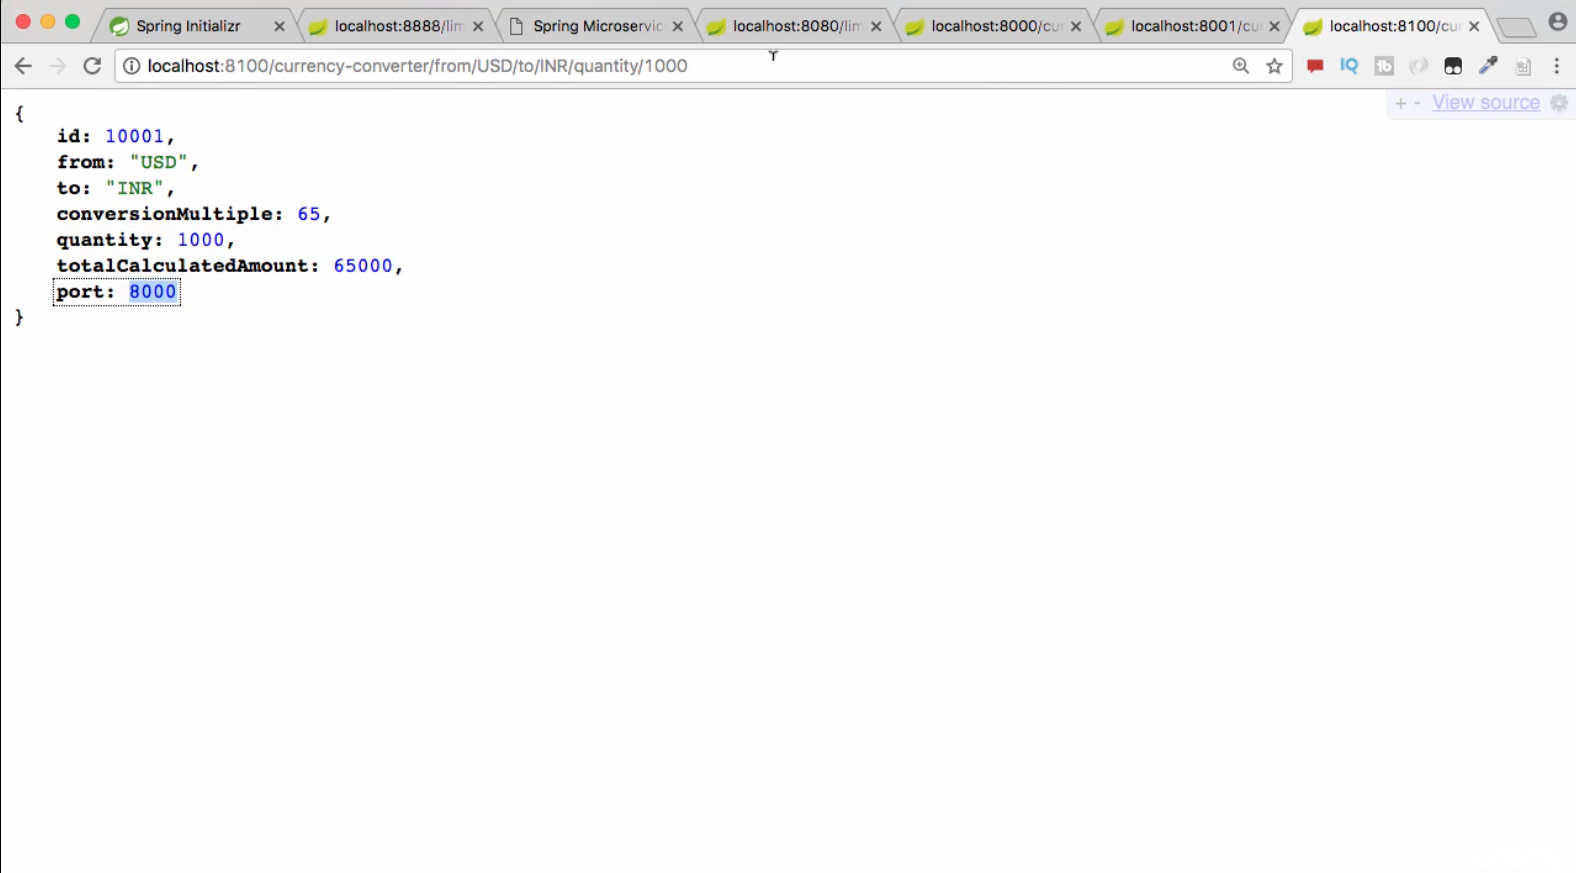 Spring Initializr
localhost:8888/lim
Spring Microservic
localhost:8080/lim
localhost:8000/cu
localhost:8001/cu
localhost:8100/cu
localhost:8100/currency-converter/from/USD/to/INR/quantity/1000
IQ
+ - View source
{
id: 10001,
from: "USD",
to: "INR",
conversionMultiple: 65,
quantity: 1000,
totalCalculatedAmount: 65000,
port: 8000
}